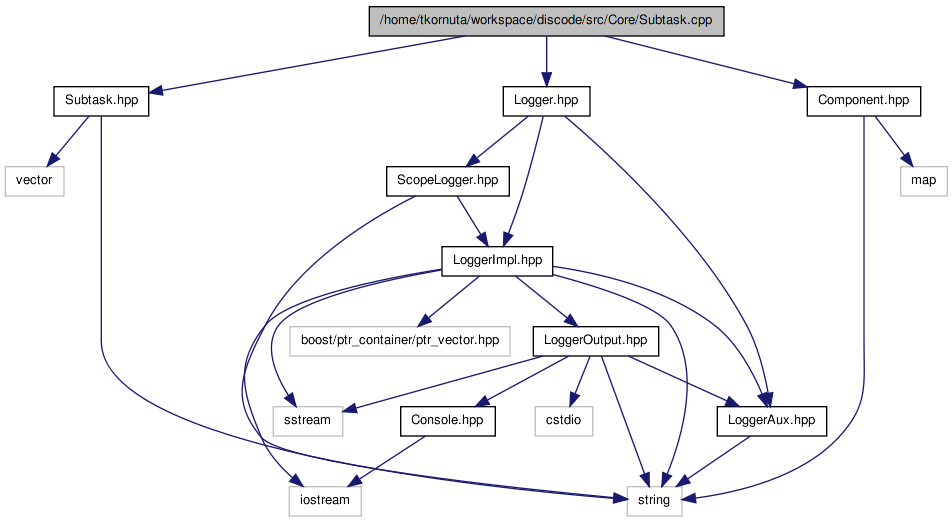 /home/tkornuta/workspace/discode/src/Core/Subtask.cpp
Subtask.hpp
Logger.hpp
Component.hpp
vector
ScopeLogger.hpp
map
LoggerImpl.hpp
boost/ptr_container/ptr_vector.hpp
LoggerOutput.hpp
sstream
Console.hpp
cstdio
LoggerAux.hpp
iostream
string